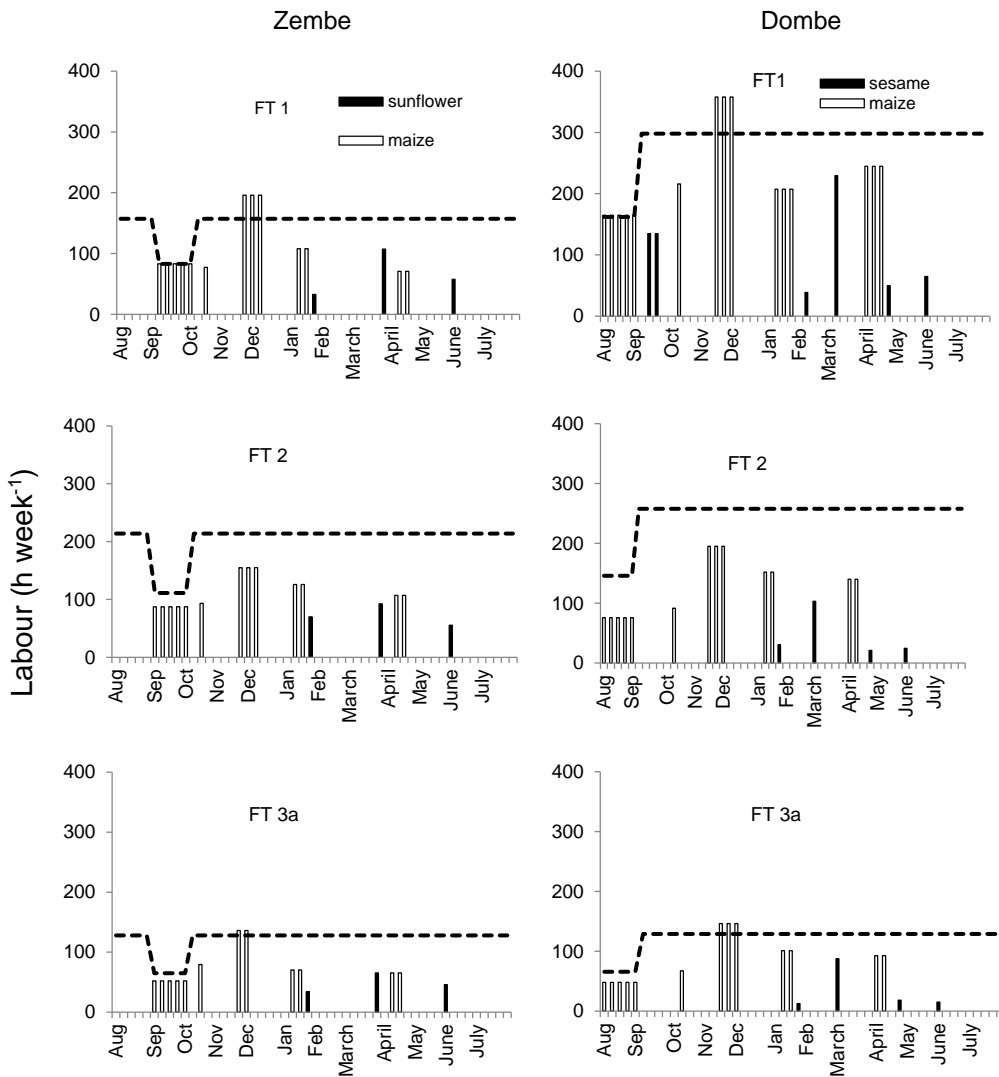 Zembe
Dombe
Labour (h week-1)
400
300
200
100
0
FT 1
sunflower
maize
Aug
Sep
Oct
Nov
Dec
Jan
Feb
March
April
May
June
July
400
300
200
100
0
FT1
sesame
maize
Aug
Sep
Oct
Nov
Dec
Jan
Feb
March
April
May
June
July
400
300
200
100
0
FT 2
Aug
Sep
Oct
Nov
Dec
Jan
Feb
March
April
May
June
July
400
300
200
100
0
FT 2
Aug
Sep
Oct
Nov
Dec
Jan
Feb
March
April
May
June
July
400
300
200
100
0
FT 3a
Aug
Sep
Oct
Nov
Dec
Jan
Feb
March
April
May
June
July
400
300
200
100
0
FT 3a
Aug
Sep
Oct
Nov
Dec
Jan
Feb
March
April
May
June
July